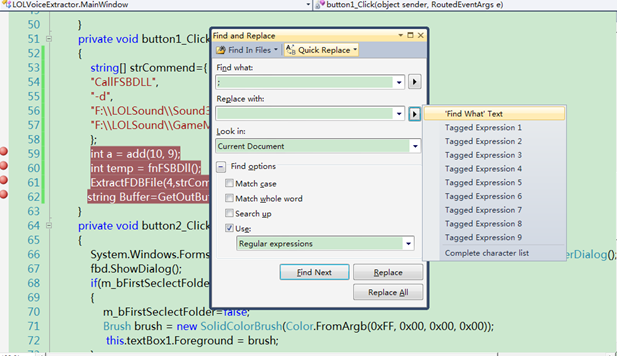 LOLVoiceExtractor.MainWindow
button1_Click(object sender, RoutedEventArgs e)
50 }
51 private void button1_Click
52 {
53 string[] strCommend={
54 "CallFSBDLL",
55 "-d",
56 "F:\\LOLSound\\Sound3
57 "F:\\LOLSound\\GameM
58 };
59 int a = add(10, 9);
60 int temp = fnFSBDll();
61 ExtractFDBFile(4,strCom
62 string Buffer=GetOutBu
63 }
64 private void button2_Click
65 {
66 System.Windows.Forms erDialog();
67 fbd.ShowDialog();
68 if(m_bFirstSeclectFolder=
69 {
70 m_bFirstSeclectFolder=false;
71 Brush brush = new SolidColorBrush(Color.FromArgb(0xFF, 0x00, 0x00, 0x00));
72 this.textBox1.Foreground = brush;
Find and Replace
Find In Files
Quick Replace
Find what:
:
Replace with:
Look in:
Current Document
Find options
Match case
Match whole word
Search up
Use:
Regular expressions
Find Next
Replace
Replace All
'Find What' Text
Tagged Expression 1
Tagged Expression 2
Tagged Expression 3
Tagged Expression 4
Tagged Expression 5
Tagged Expression 6
Tagged Expression 7
Tagged Expression 8
Tagged Expression 9
Complete character list